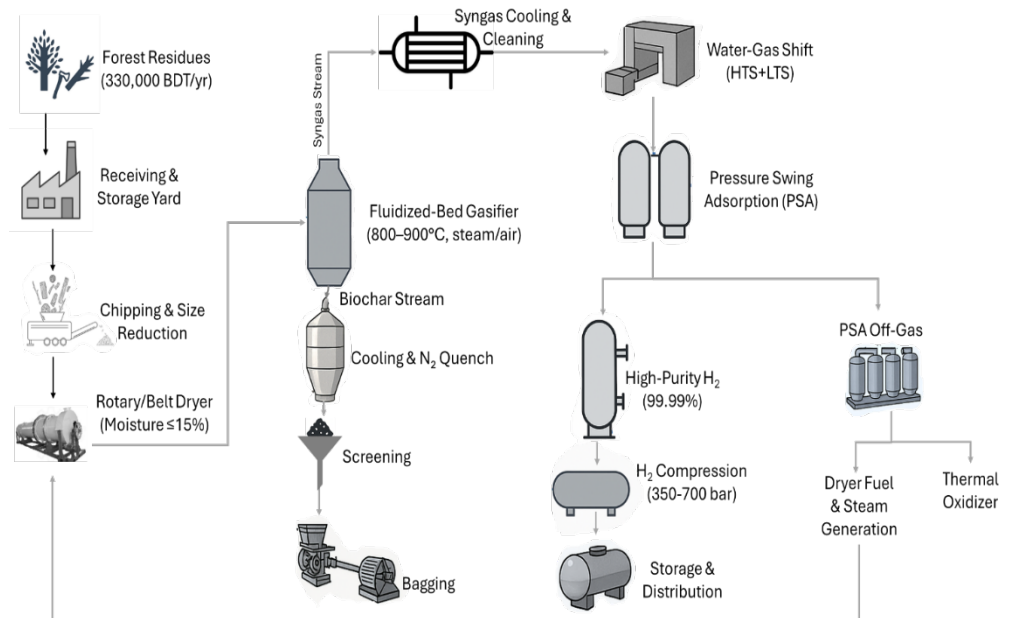 Forest Residues
(330,000 BDT/yr)
Receiving &
Storage Yard
Chipping & Size
Reduction
Rotary/Belt Dryer
(Moisture ≤15%)
Syngas Stream
Fluidized-Bed Gasifier
(800–900°C, steam/air)
Biochar Stream
Cooling & N₂ Quench
Screening
Bagging
Syngas Cooling &
Cleaning
Water-Gas Shift
(HTS+LTS)
Pressure Swing
Adsorption (PSA)
High-Purity H₂
(99.99%)
H₂ Compression
(350-700 bar)
Storage &
Distribution
PSA Off-Gas
Dryer Fuel
& Steam
Generation
Thermal
Oxidizer